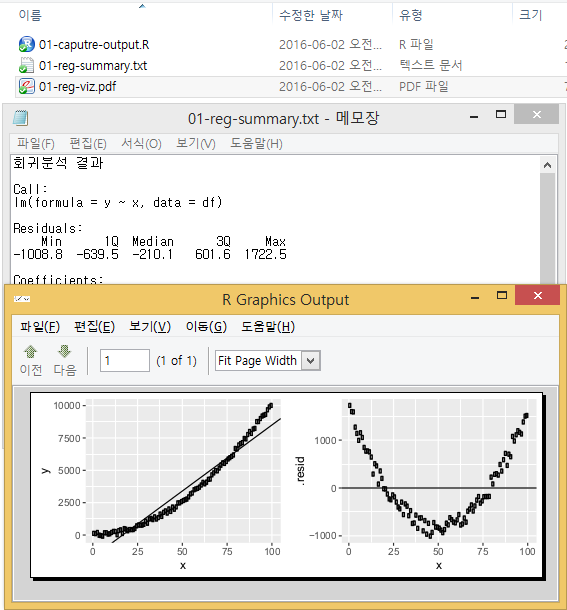 이름 수정한 날짜 유형 크기
01-caputre-output.R 2016-06-02 오전... R 파일
01-reg-summary.txt 2016-06-02 오전... 텍스트 문서
01-reg-viz.pdf 2016-06-02 오전... PDF 파일
01-reg-summary.txt - 메모장
파일(F) 편집(E) 서식(O) 보기(V) 도움말(H)
회귀분석 결과
Call:
lm(formula = y ~ x, data = df)
Residuals:
Min 1Q Median 3Q Max
-1008.8 -639.5 -210.1 601.6 1722.5
Coefficients:
R Graphics Output
파일(F) 편집(E) 보기(V) 이동(G) 도움말(H)
이전 다음 1 (1 of 1) Fit Page Width
10000
7500
5000
2500
0
y
0 25 50 75 100
x
1000
0
-1000
.resid
0 25 50 75 100
x